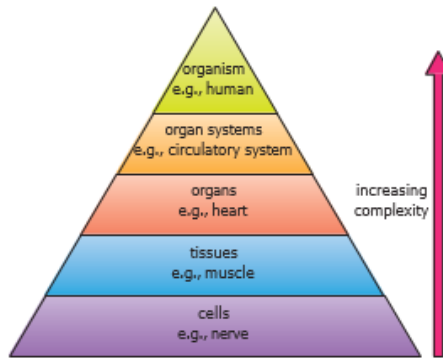 organism
e.g., human
organ systems
e.g., circulatory system
organs
e.g., heart
increasing
complexity
tissues
e.g., muscle
cells
e.g., nerve